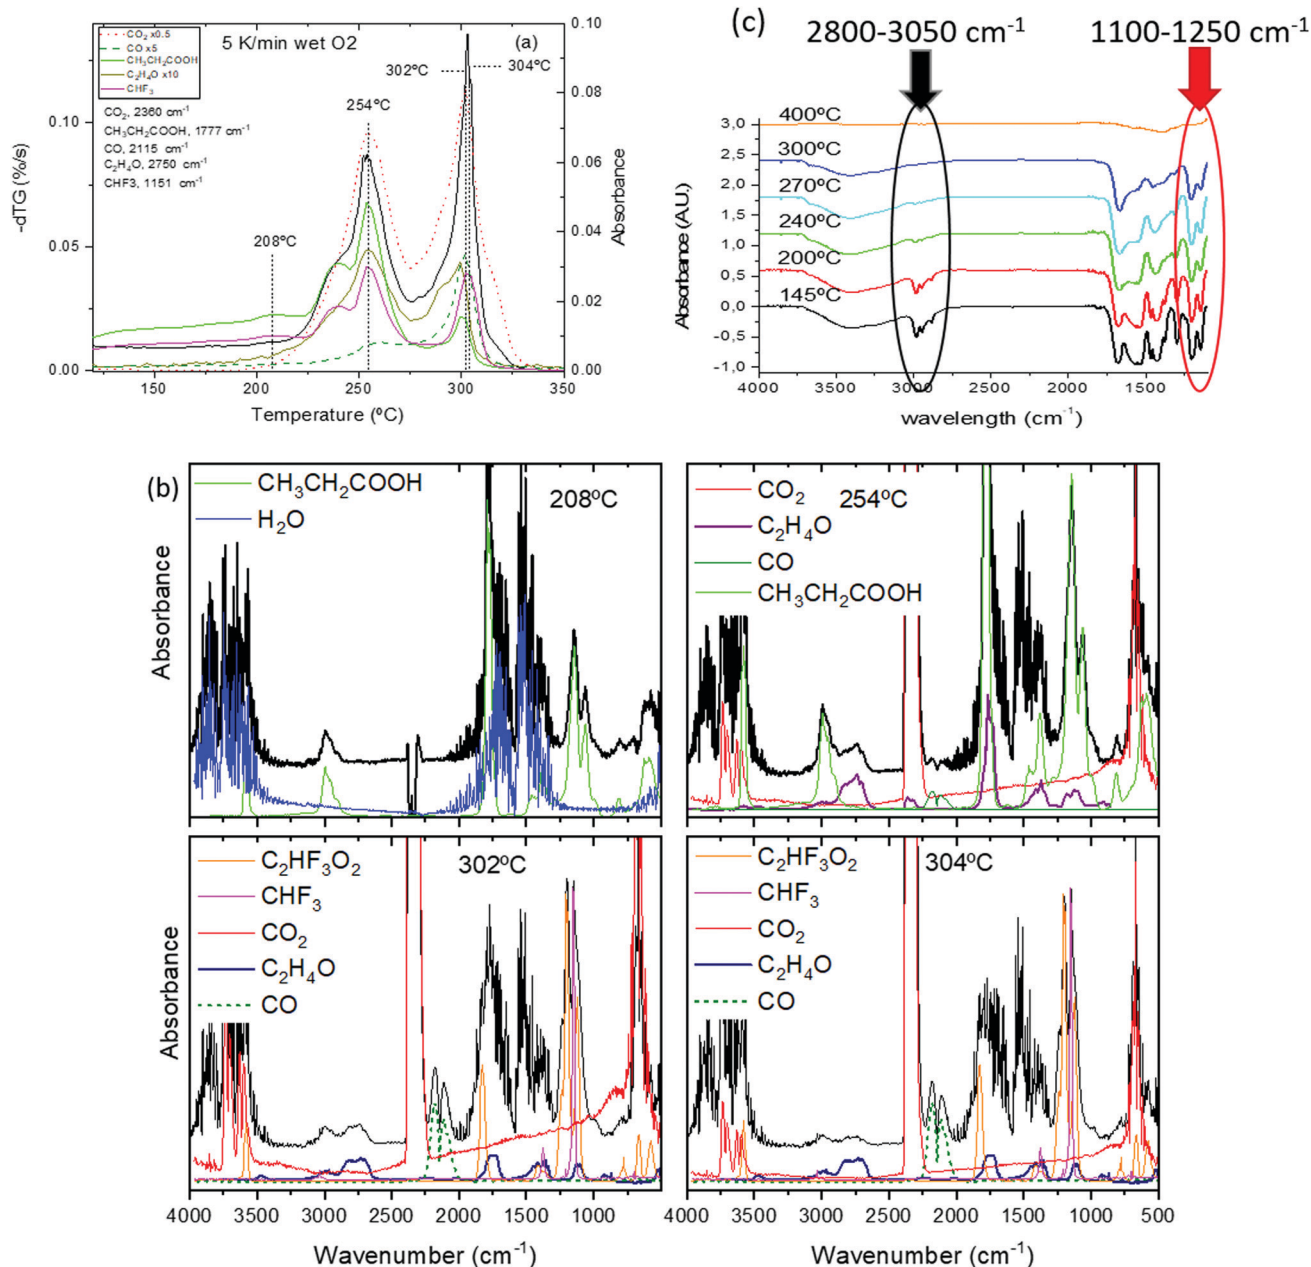 5 K/min wet O2
(a)
CO₂ x0.5
CO x5
CH₃CH₂COOH
C₂H₄O x10
CHF₃
CO₂, 2360 cm⁻¹
CH₃CH₂COOH, 1777 cm⁻¹
CO, 2115 cm⁻¹
C₂H₄O, 2750 cm⁻¹
CHF3, 1151 cm⁻¹
208ºC
254ºC
302ºC
304ºC
-dTG (%/s)
0.10
0.05
0.00
Absorbance
0.10
0.08
0.06
0.04
0.02
0.00
150 200 250 300 350
Temperature (ºC)
(c)
2800-3050 cm⁻¹
1100-1250 cm⁻¹
400ºC
300ºC
270ºC
240ºC
200ºC
145ºC
Absorbance (A.U.)
3,0
2,5
2,0
1,5
1,0
0,5
0,0
-0,5
-1,0
4000 3000 2500 2000 1500
wavelength (cm⁻¹)
(b)
CH₃CH₂COOH
H₂O
208ºC
Absorbance
CO₂
C₂H₄O
CO
CH₃CH₂COOH
254ºC
C₂HF₃O₂
CHF₃
CO₂
C₂H₄O
CO
302ºC
Absorbance
4000 3500 3000 2500 2000 1500 1000
Wavenumber (cm⁻¹)
C₂HF₃O₂
CHF₃
CO₂
C₂H₄O
CO
304ºC
4000 3500 3000 2500 2000 1500 1000 500
Wavenumber (cm⁻¹)